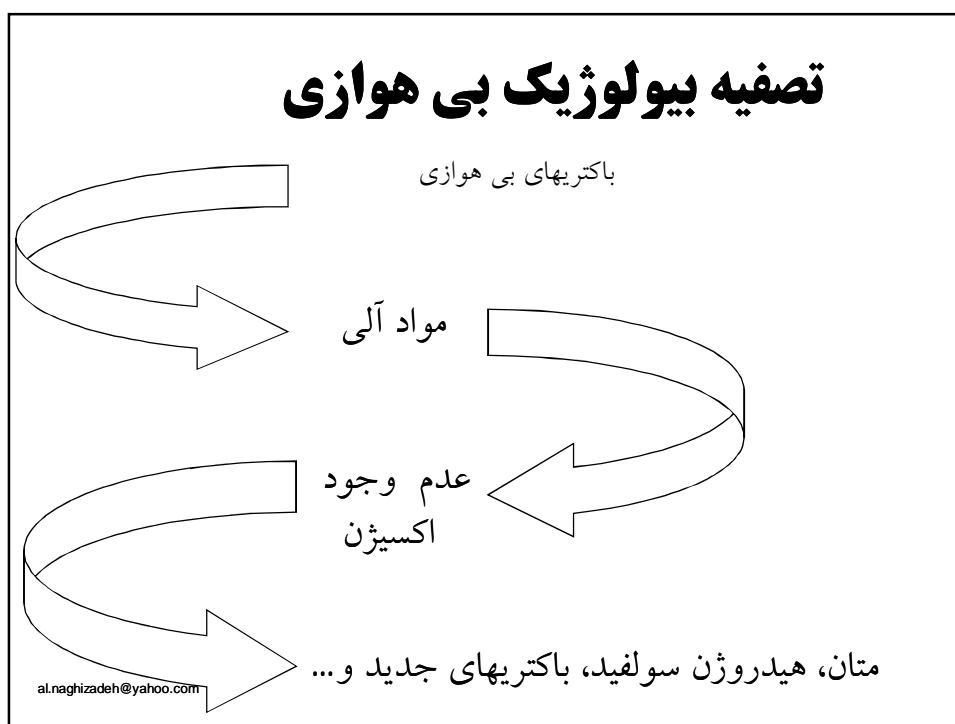 تصفیه بیولوژیک بی هوازی
باکتریهای بی هوازی
مواد آلی
عدم وجود
اکسیژن
متان، هیدروژن سولفید، باکتریهای جدید و...
al.naghizadeh@yahoo.com